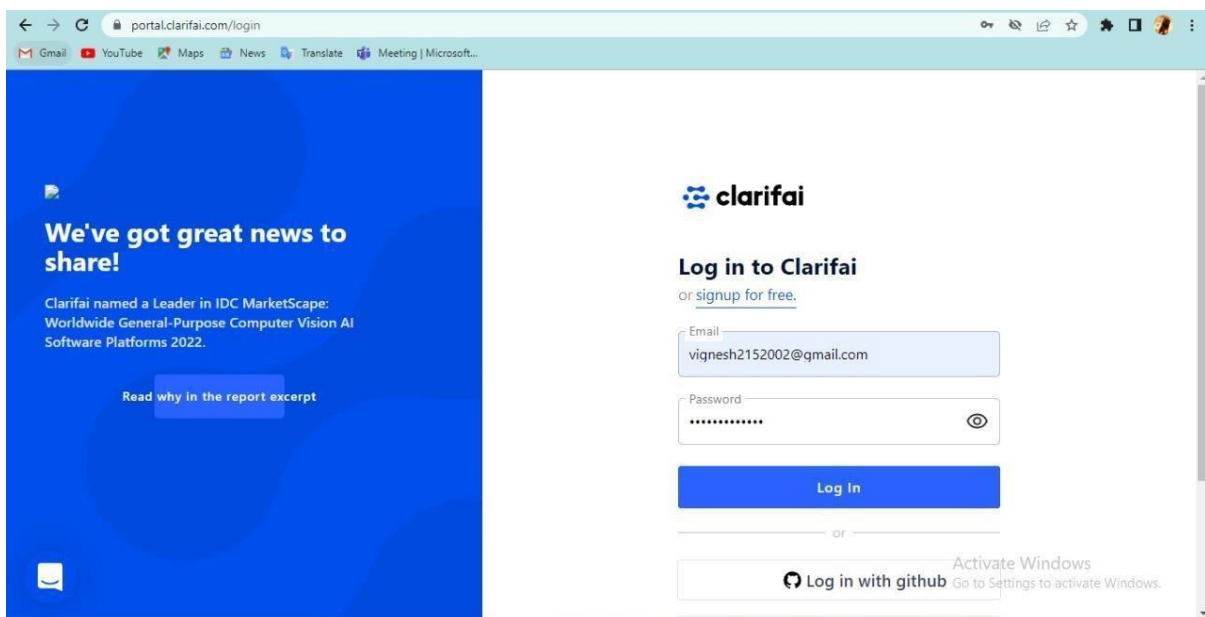 portal.clarifai.com/login
Gmail YouTube Maps News Translate Meeting | Microsoft...
We've got great news to
share!
Clarifai named a Leader in IDC MarketScape:
Worldwide General-Purpose Computer Vision AI
Software Platforms 2022.
Read why in the report excerpt
clarifai
Log in to Clarifai
or signup for free.
Email
vignesh2152002@gmail.com
Password
•••••••••••••
Log In
or
Log in with github
Activate Windows
Go to Settings to activate Windows.